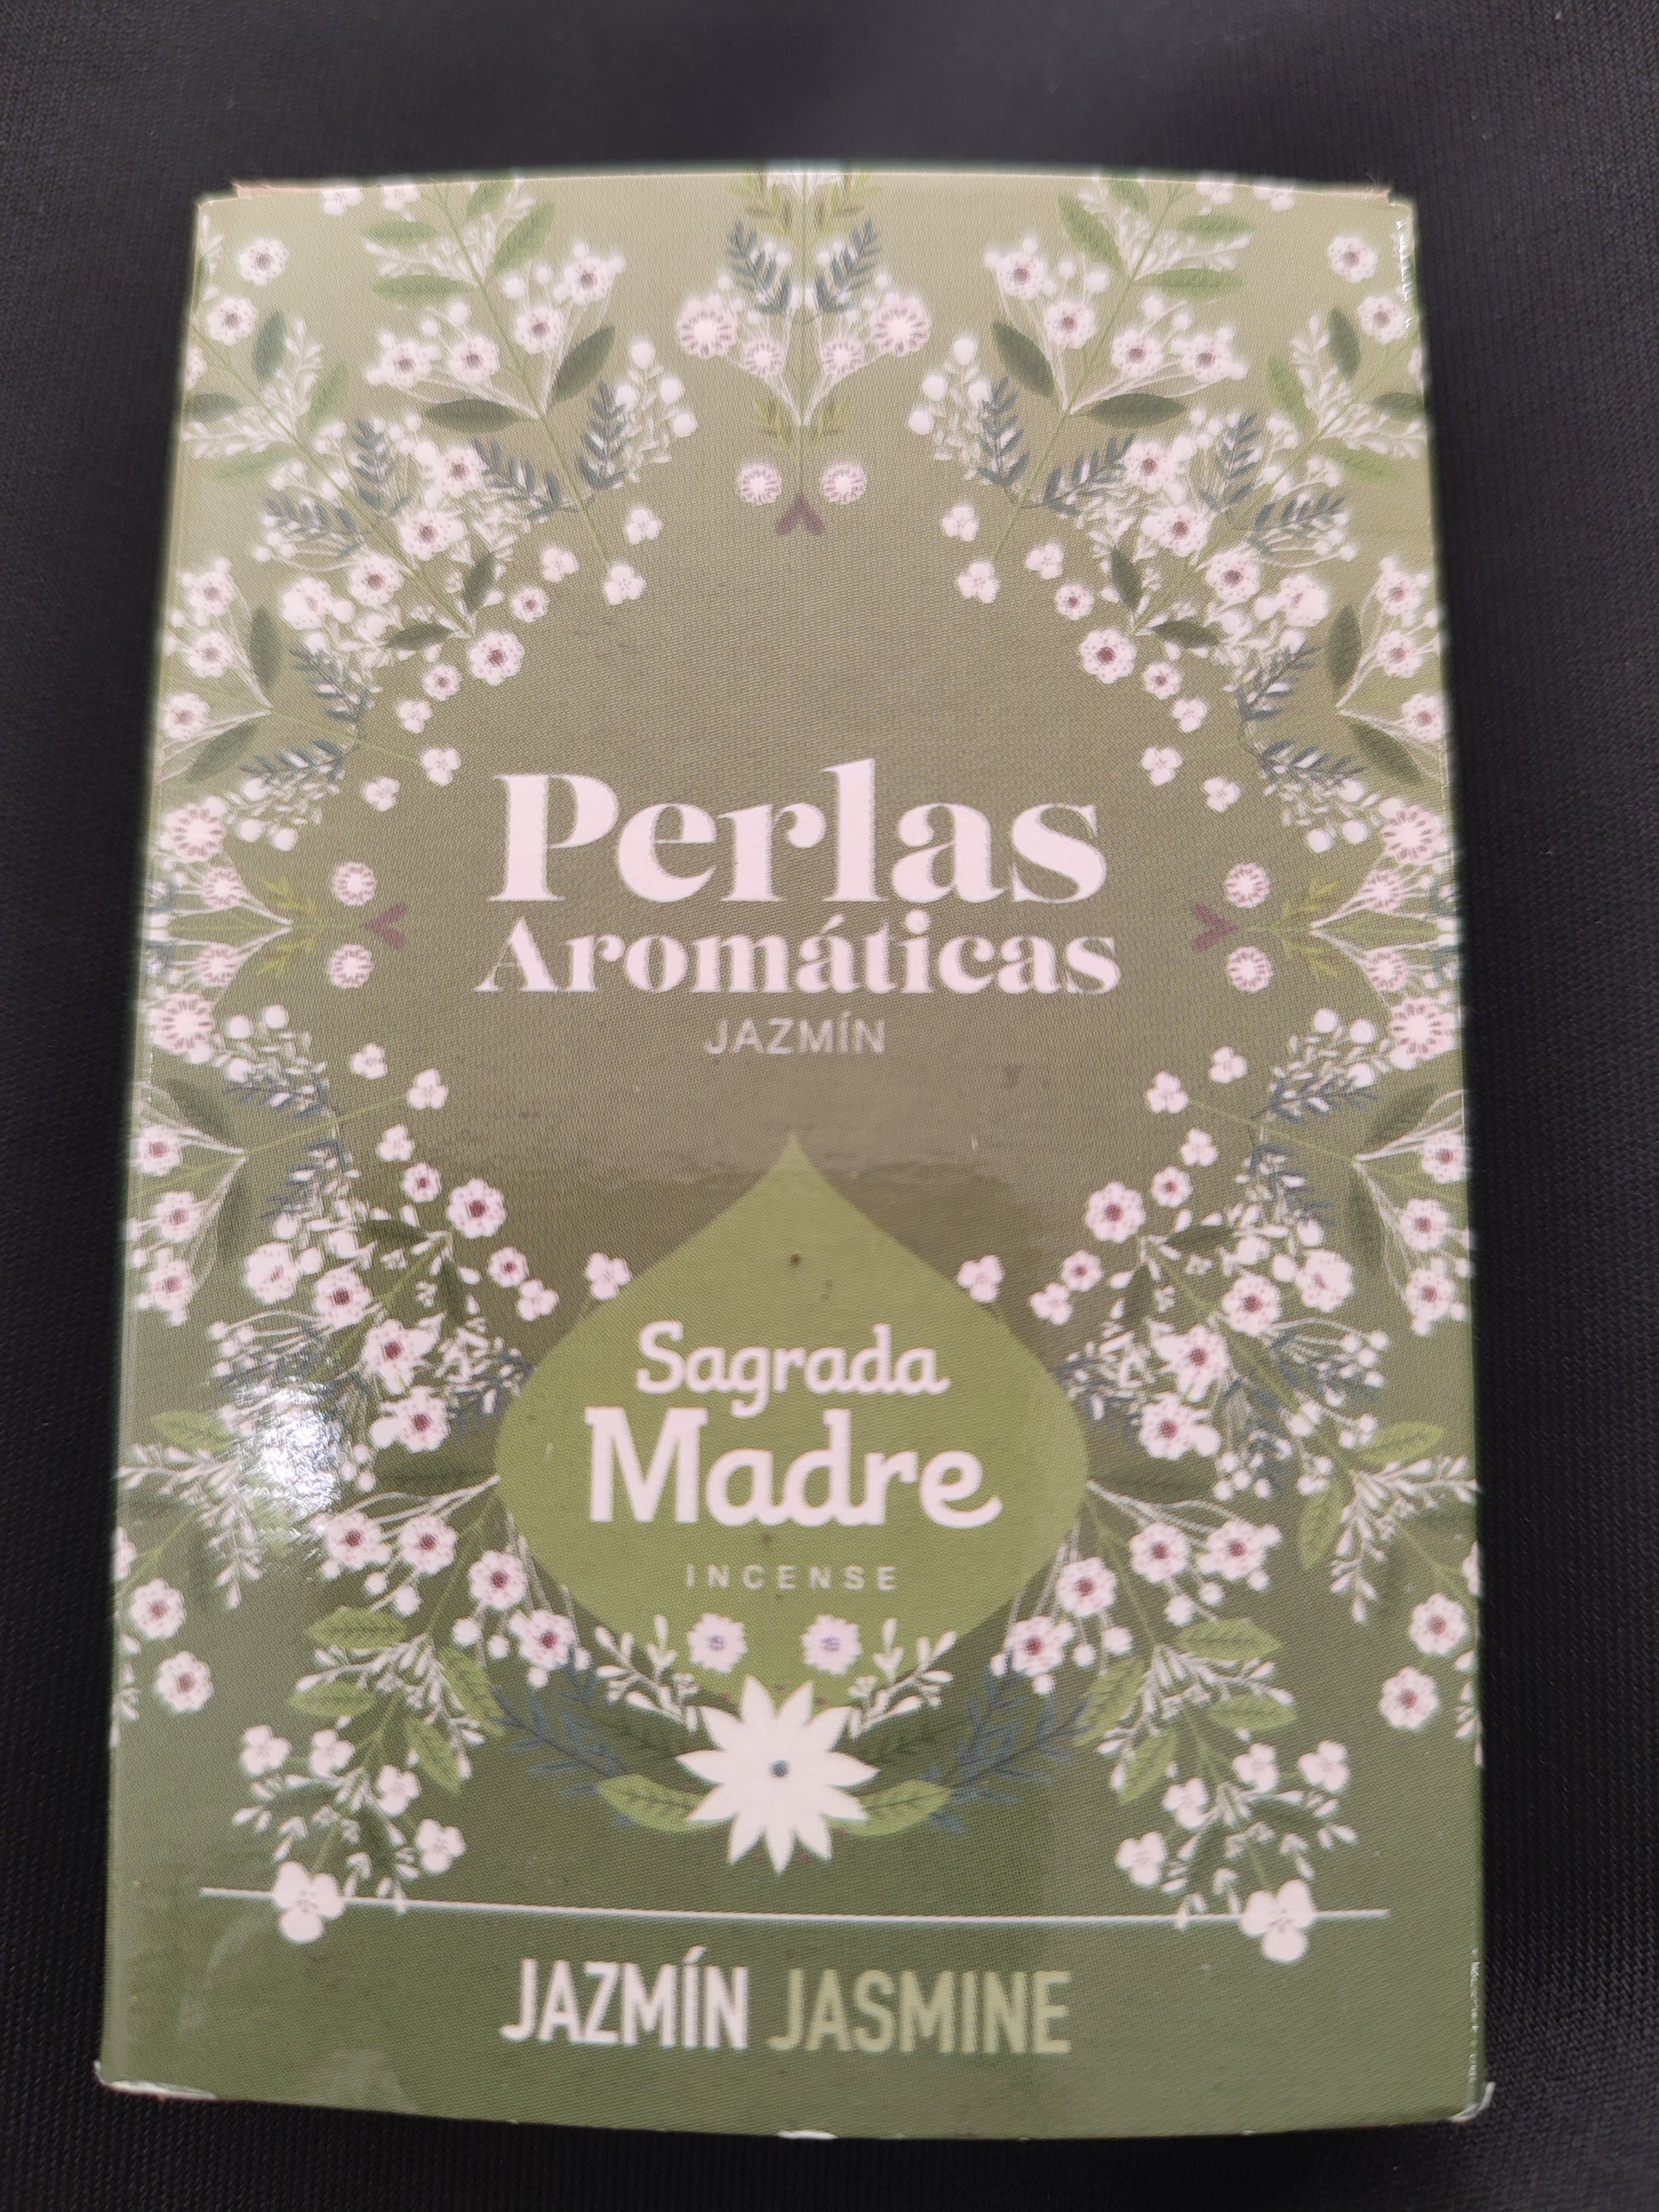 Perlas
Aromáticas
JAZMÍN
Sagrada
Madre
INCENSE
JAZMÍN JASMINE